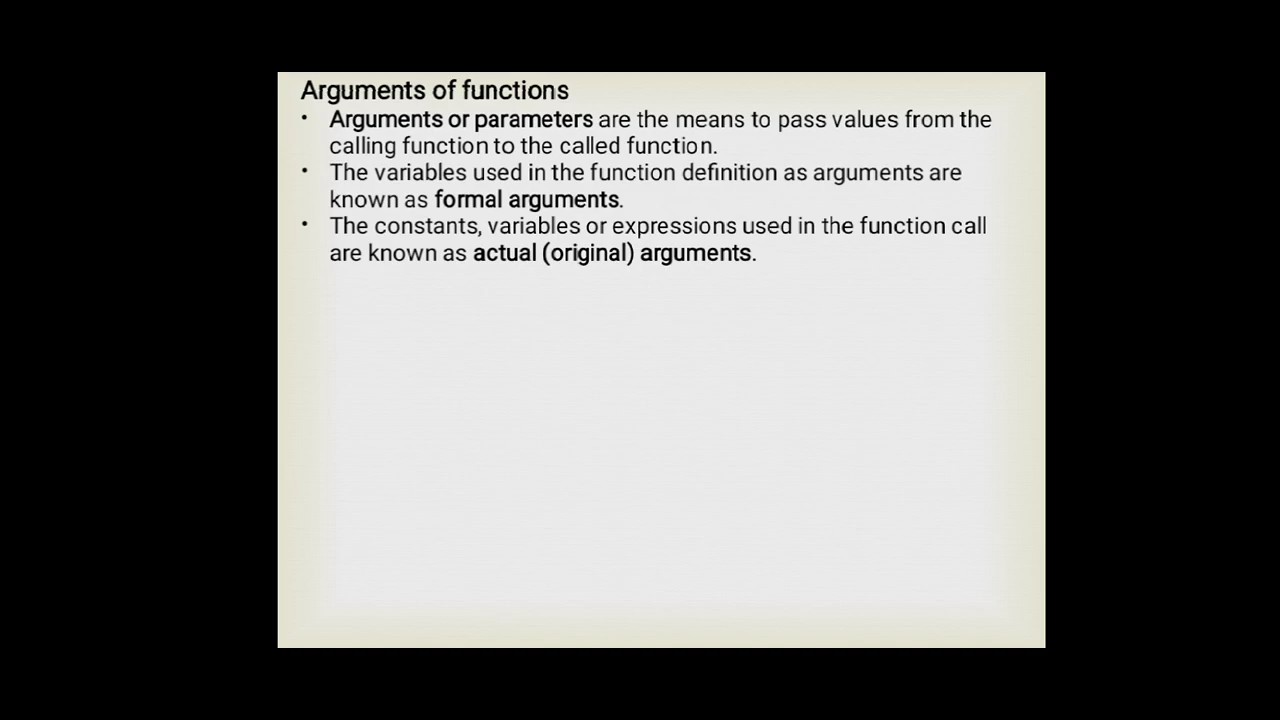 Arguments of functions
• Arguments or parameters are the means to pass values from the
calling function to the called function.
• The variables used in the function definition as arguments are
known as formal arguments.
• The constants, variables or expressions used in the function call
are known as actual (original) arguments.